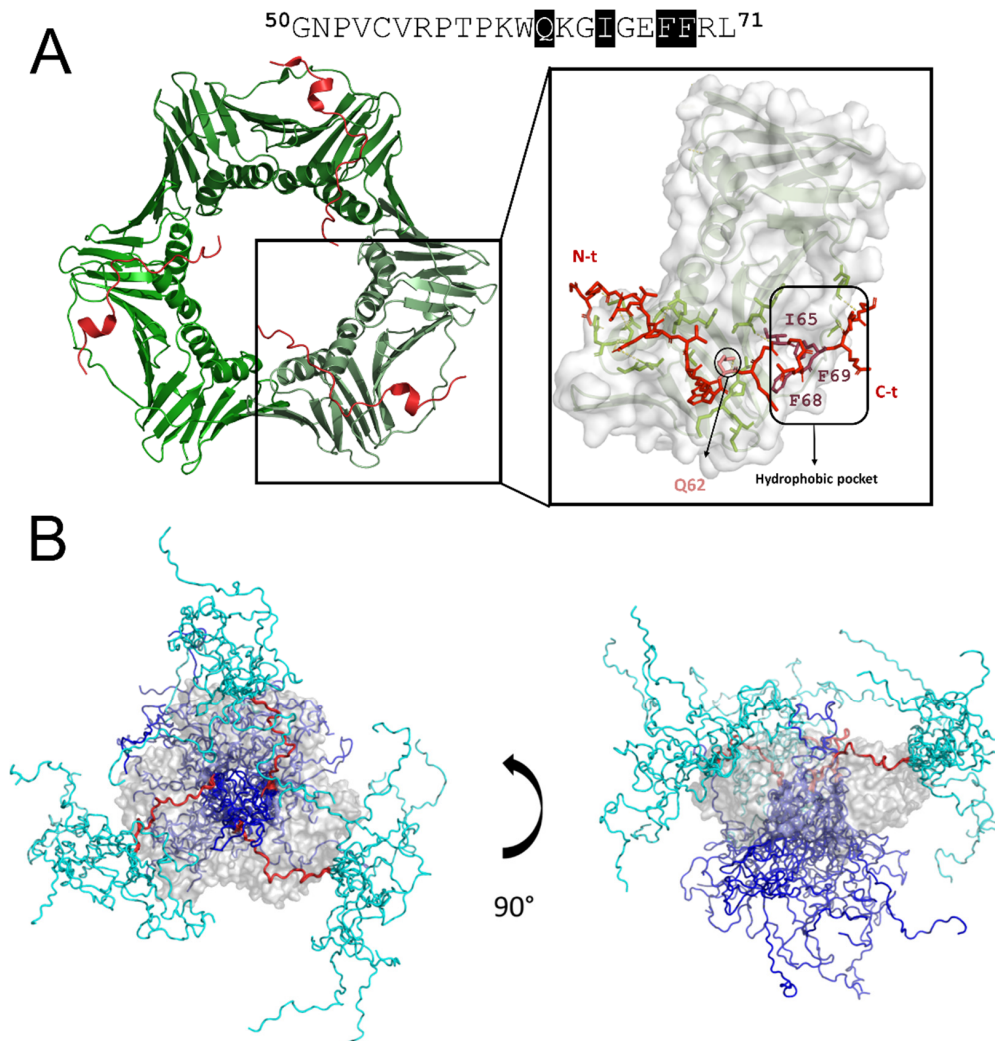 50GNPVCVRPTPKWQKGIGEFFRL71
A
N-t
I65
F69
F68
C-t
Q62
Hydrophobic pocket
B
90°